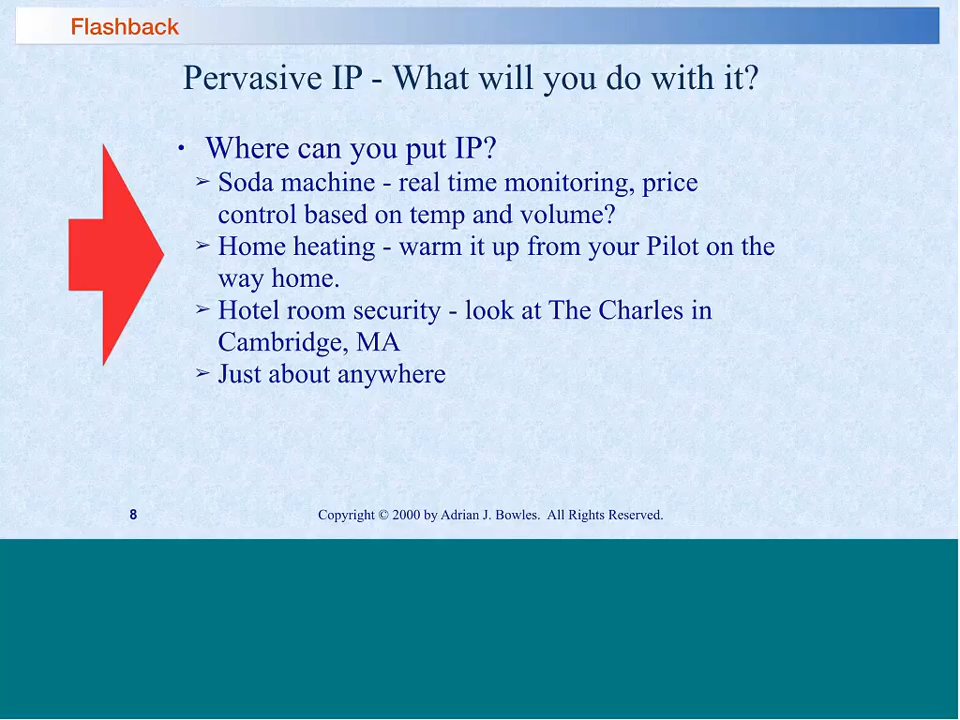 Flashback
Pervasive IP - What will you do with it?
• Where can you put IP?
➢ Soda machine - real time monitoring, price
control based on temp and volume?
➢ Home heating - warm it up from your Pilot on the
way home.
➢ Hotel room security - look at The Charles in
Cambridge, MA
➢ Just about anywhere
8 Copyright © 2000 by Adrian J. Bowles. All Rights Reserved.